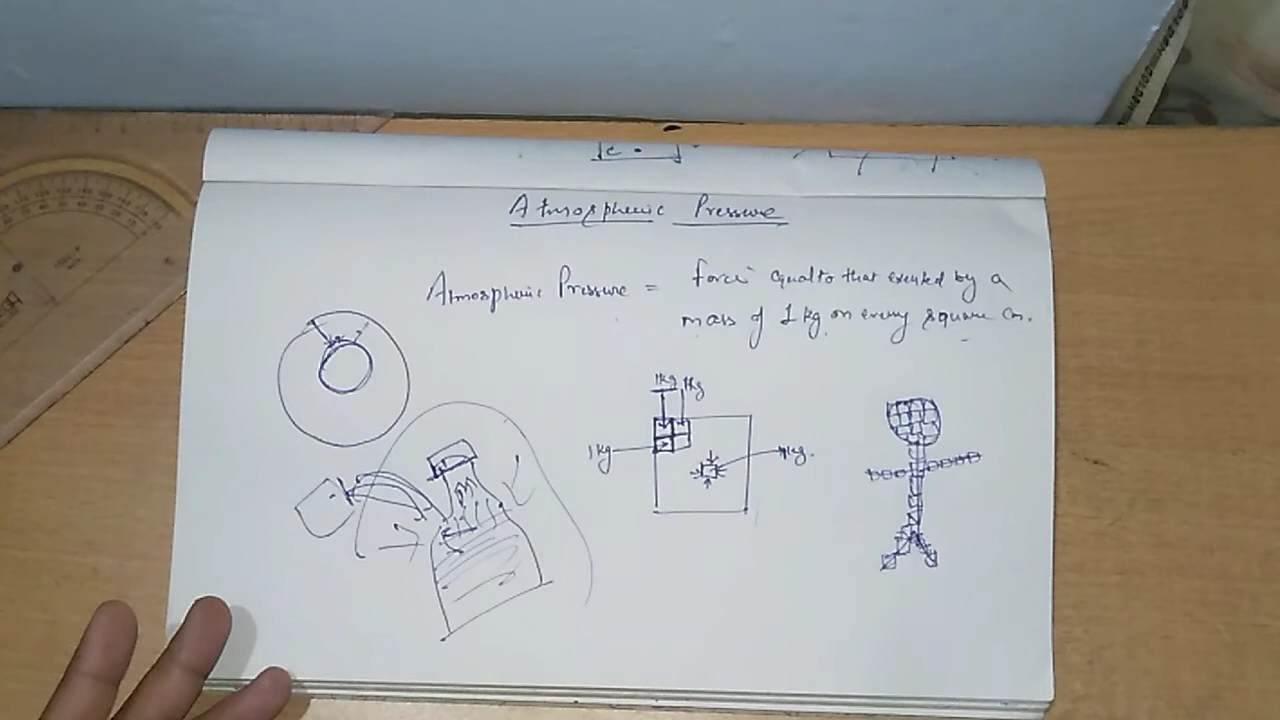 Atmospheric Pressure
Atmospheric Pressure = force equal to that exerted by a
mass of 1 kg on every square cm.
1kg 1kg
1kg
1kg.